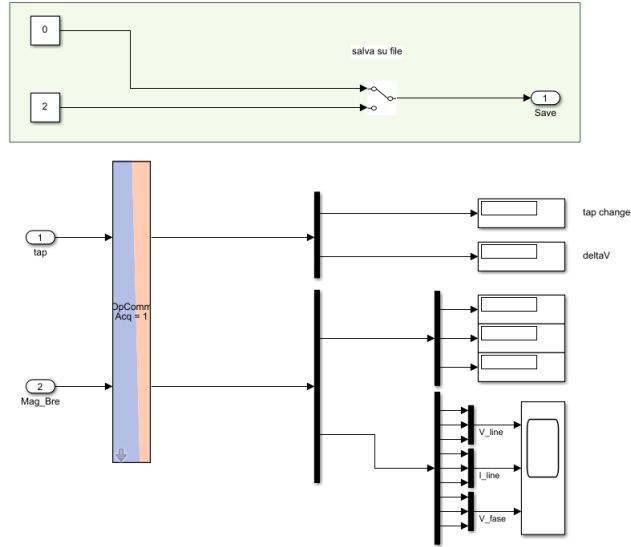 0
salva su file
2
1
Save
tap change
1
tap
deltaV
OpComm
Acq = 1
2
Mag_Bre
V_line
I_line
V_fase